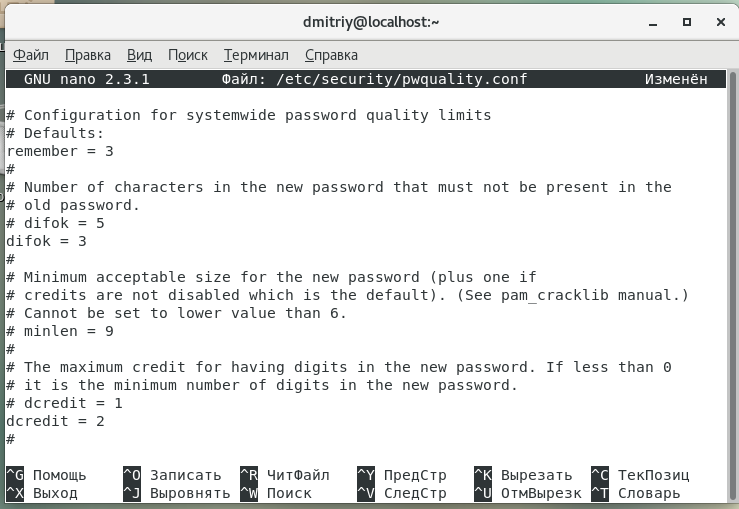 dmitriy@localhost:~
Файл Правка Вид Поиск Терминал Справка
GNU nano 2.3.1 Файл: /etc/security/pwquality.conf Изменён
# Configuration for systemwide password quality limits
# Defaults:
remember = 3
#
# Number of characters in the new password that must not be present in the
# old password.
# difok = 5
difok = 3
#
# Minimum acceptable size for the new password (plus one if
# credits are not disabled which is the default). (See pam_cracklib manual.)
# Cannot be set to lower value than 6.
# minlen = 9
#
# The maximum credit for having digits in the new password. If less than 0
# it is the minimum number of digits in the new password.
# dcredit = 1
dcredit = 2
#
^G Помощь ^O Записать ^R ЧитФайл ^Y ПредСтр ^K Вырезать ^C ТекПозиц
^X Выход ^J Выровнять ^W Поиск ^V СледСтр ^U ОтмВырезк ^T Словарь